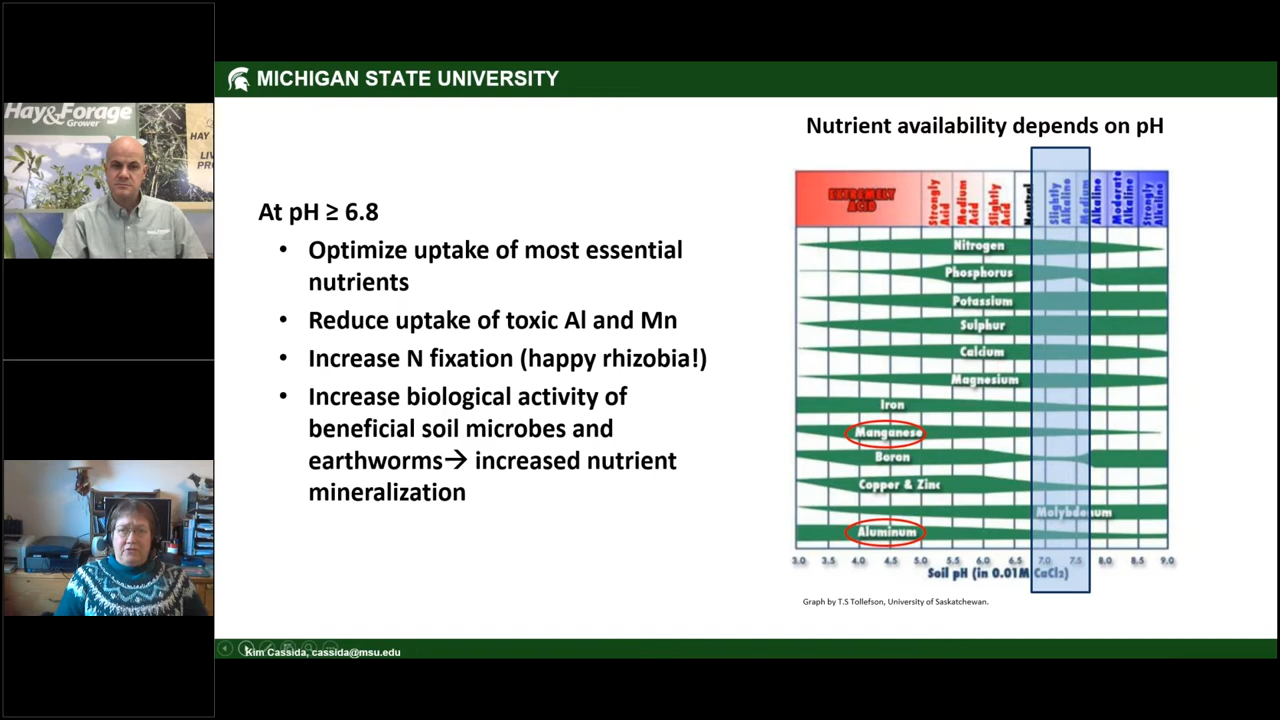 Hay&Forage
Grower
HAY
LIV
PRO
MICHIGAN STATE UNIVERSITY
At pH ≥ 6.8
• Optimize uptake of most essential
nutrients
• Reduce uptake of toxic Al and Mn
• Increase N fixation (happy rhizobia!)
• Increase biological activity of
beneficial soil microbes and
earthworms→ increased nutrient
mineralization
Nutrient availability depends on pH
EXTREMELY
ACID
Strongly
Acid
Medium
Acid
Slightly
Acid
Neutral
Slightly
Alkaline
Medium
Alkaline
Moderate
Alkaline
Strongly
Alkaline
Nitrogen
Phosphorus
Potassium
Sulphur
Calcium
Magnesium
Iron
Manganese
Boron
Copper & Zinc
Molybdenum
Aluminum
3.0 3.5 4.0 4.5 5.0 5.5 6.0 6.5 7.0 7.5 8.0 8.5 9.0
Soil pH (in 0.01M CaCl₂)
Graph by T.S Tollefson, University of Saskatchewan.
Kim Cassida, cassida@msu.edu